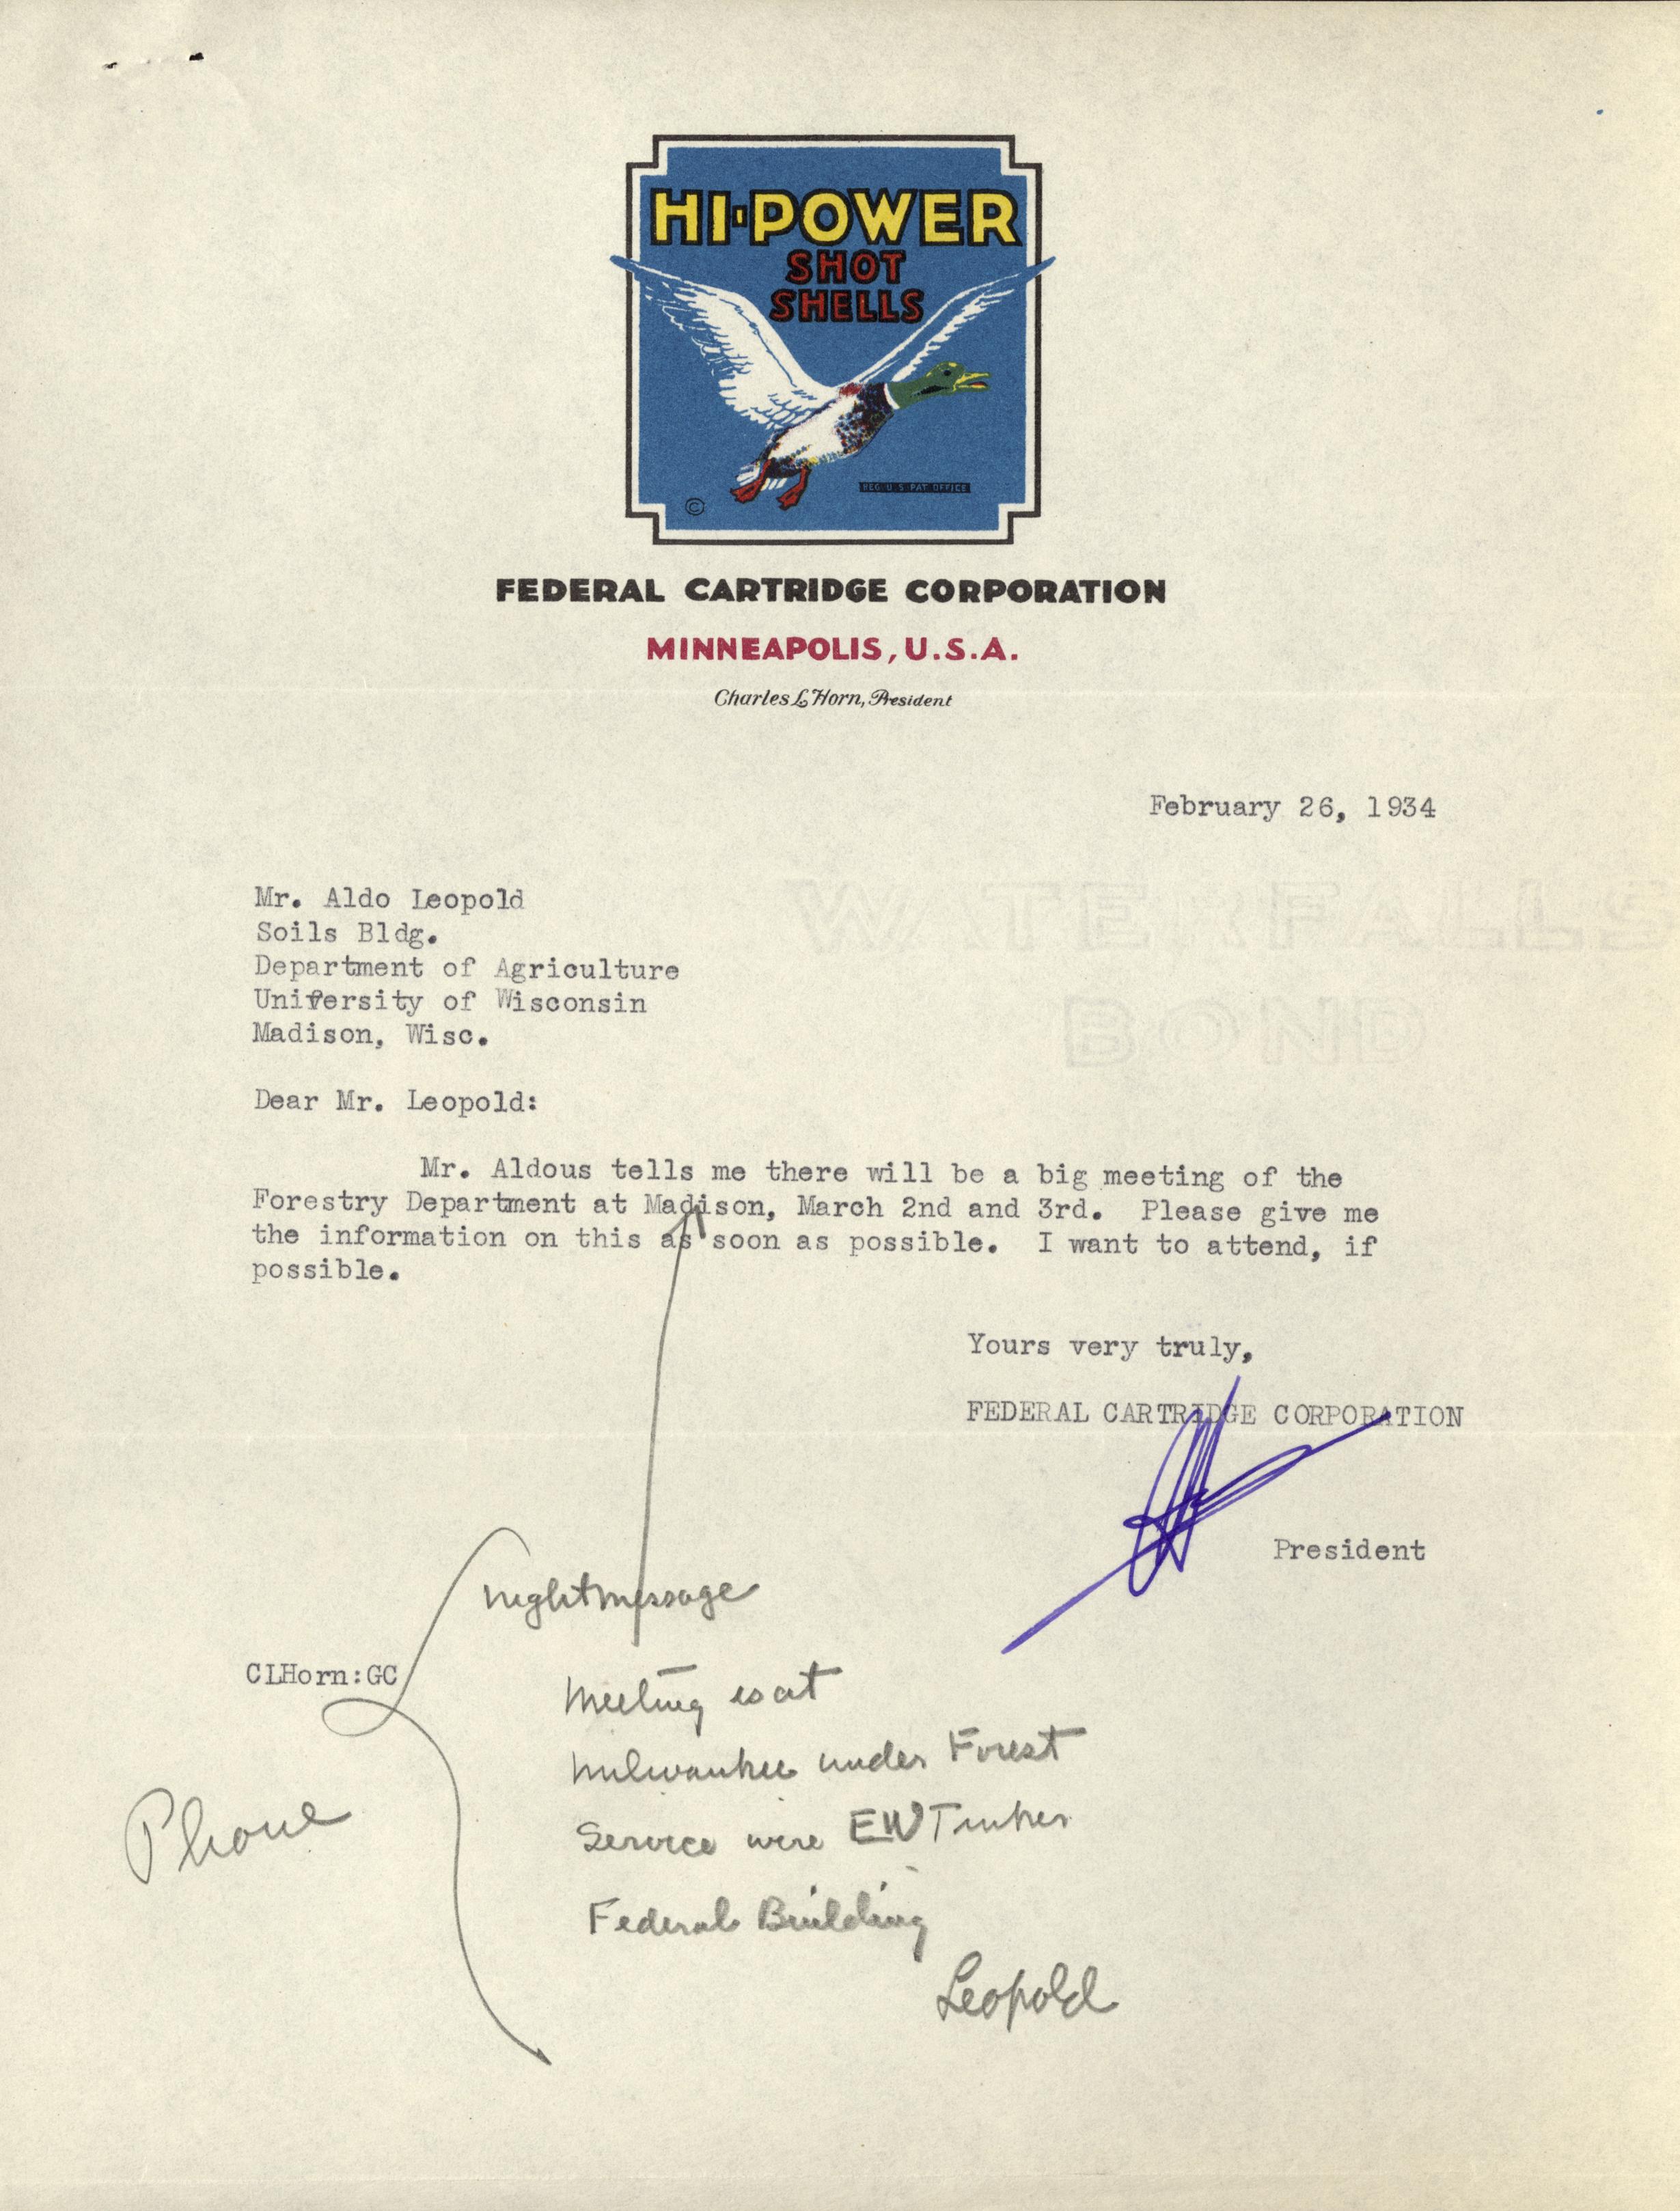 HI-POWER
SHOT
SHELLS
REG. U.S. PAT. OFFICE
©
FEDERAL CARTRIDGE CORPORATION
MINNEAPOLIS, U.S.A.
Charles L. Horn, President
February 26, 1934
WATERFALLS
BOND
Mr. Aldo Leopold
Soils Bldg.
Department of Agriculture
University of Wisconsin
Madison, Wisc.
Dear Mr. Leopold:
Mr. Aldous tells me there will be a big meeting of the
Forestry Department at Madison, March 2nd and 3rd. Please give me
the information on this as soon as possible. I want to attend, if
possible.
Yours very truly,
FEDERAL CARTRIDGE CORPORATION
President
night message
CLHorn:GC
Meeting is at
Milwaukee under Forest
Service wire EW Tinker
Phone
Federal Building
Leopold